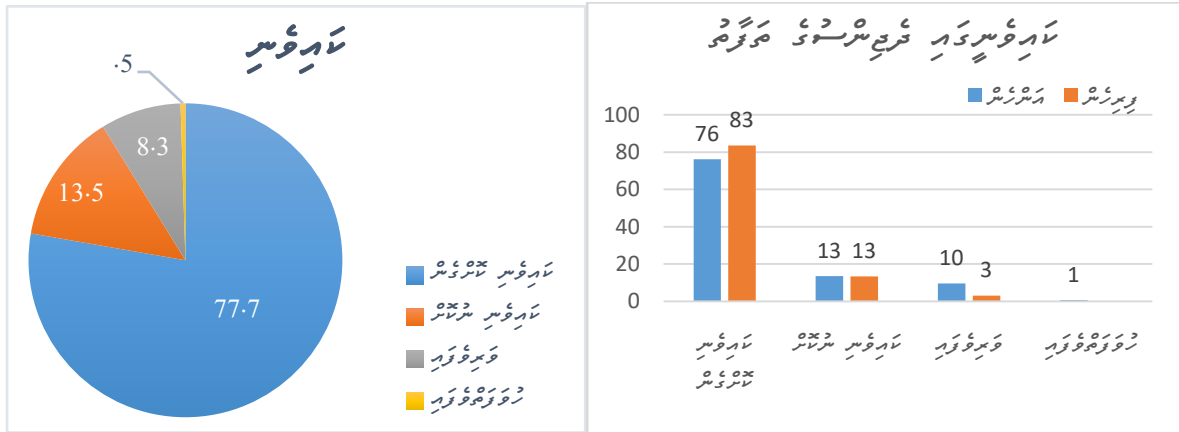 ކައިވެނި
.5
8.3
13.5
77.7
ކައިވެނި ކޮށްގެން
ކައިވެނި ނުކޮށް
ވަރިވެފައި
ހުވަފަތްވެފައި
ކައިވެނީގައި ދެޖިންސުގެ ތަފާތު
އަންހެން
ފިރިހެން
100
80
60
40
20
0
76
83
13
13
10
3
1
ކައިވެނި
ކޮށްގެން
ކައިވެނި ނުކޮށް
ވަރިވެފައި
ހުވަފަތްވެފައި